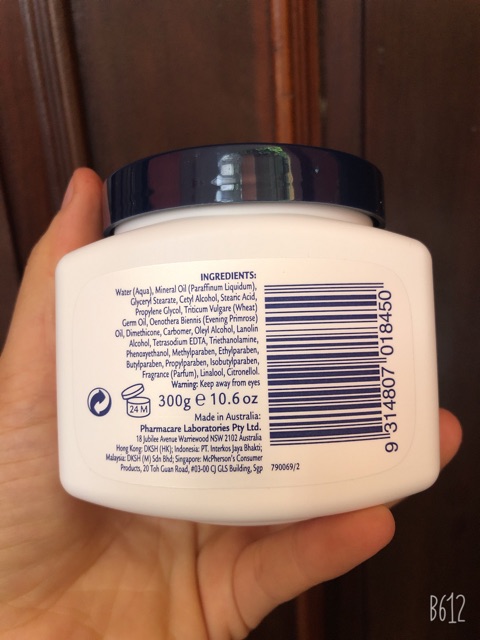 INGREDIENTS:
Water (Aqua), Mineral Oil (Paraffinum Liquidum),
Glyceryl Stearate, Cetyl Alcohol, Stearic Acid,
Propylene Glycol, Triticum Vulgare (Wheat)
Germ Oil, Oenothera Biennis (Evening Primrose)
Oil, Dimethicone, Carbomer, Oleyl Alcohol, Lanolin
Alcohol, Tetrasodium EDTA, Triethanolamine,
Phenoxyethanol, Methylparaben, Ethylparaben,
Butylparaben, Propylparaben, Isobutylparaben,
Fragrance (Parfum), Linalool, Citronellol.
Warning: Keep away from eyes
24 M
300g e 10.6 oz
Made in Australia:
Pharmacare Laboratories Pty Ltd.
18 Jubilee Avenue Warriewood NSW 2102 Australia
Hong Kong: DKSH (HK); Indonesia: PT. Interkos Jaya Bhakti;
Malaysia: DKSH (M) Sdn Bhd; Singapore: McPherson's Consumer
Products, 20 Toh Guan Road, #03-00 CJ GLS Building, Sgp
790069/2
9 314807 018450
B612